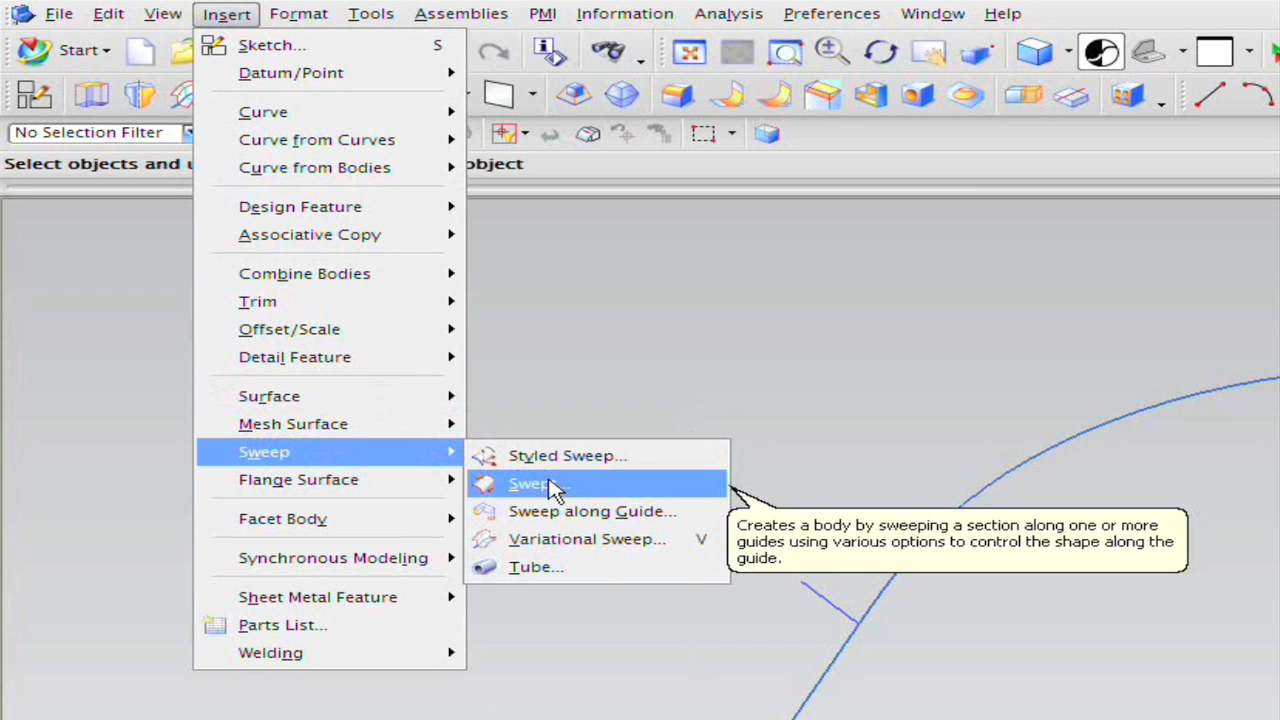 File Edit View Insert Format Tools Assemblies PMI Information Analysis Preferences Window Help
Start
Sketch... S
Datum/Point
Curve
No Selection Filter
Curve from Curves
Select objects and
object
Curve from Bodies
Design Feature
Associative Copy
Combine Bodies
Trim
Offset/Scale
Detail Feature
Surface
Mesh Surface
Sweep
Flange Surface
Facet Body
Synchronous Modeling
Sheet Metal Feature
Parts List...
Welding
Styled Sweep...
Sweep along Guide...
Variational Sweep... V
Tube...
Creates a body by sweeping a section along one or more
guides using various options to control the shape along the
guide.